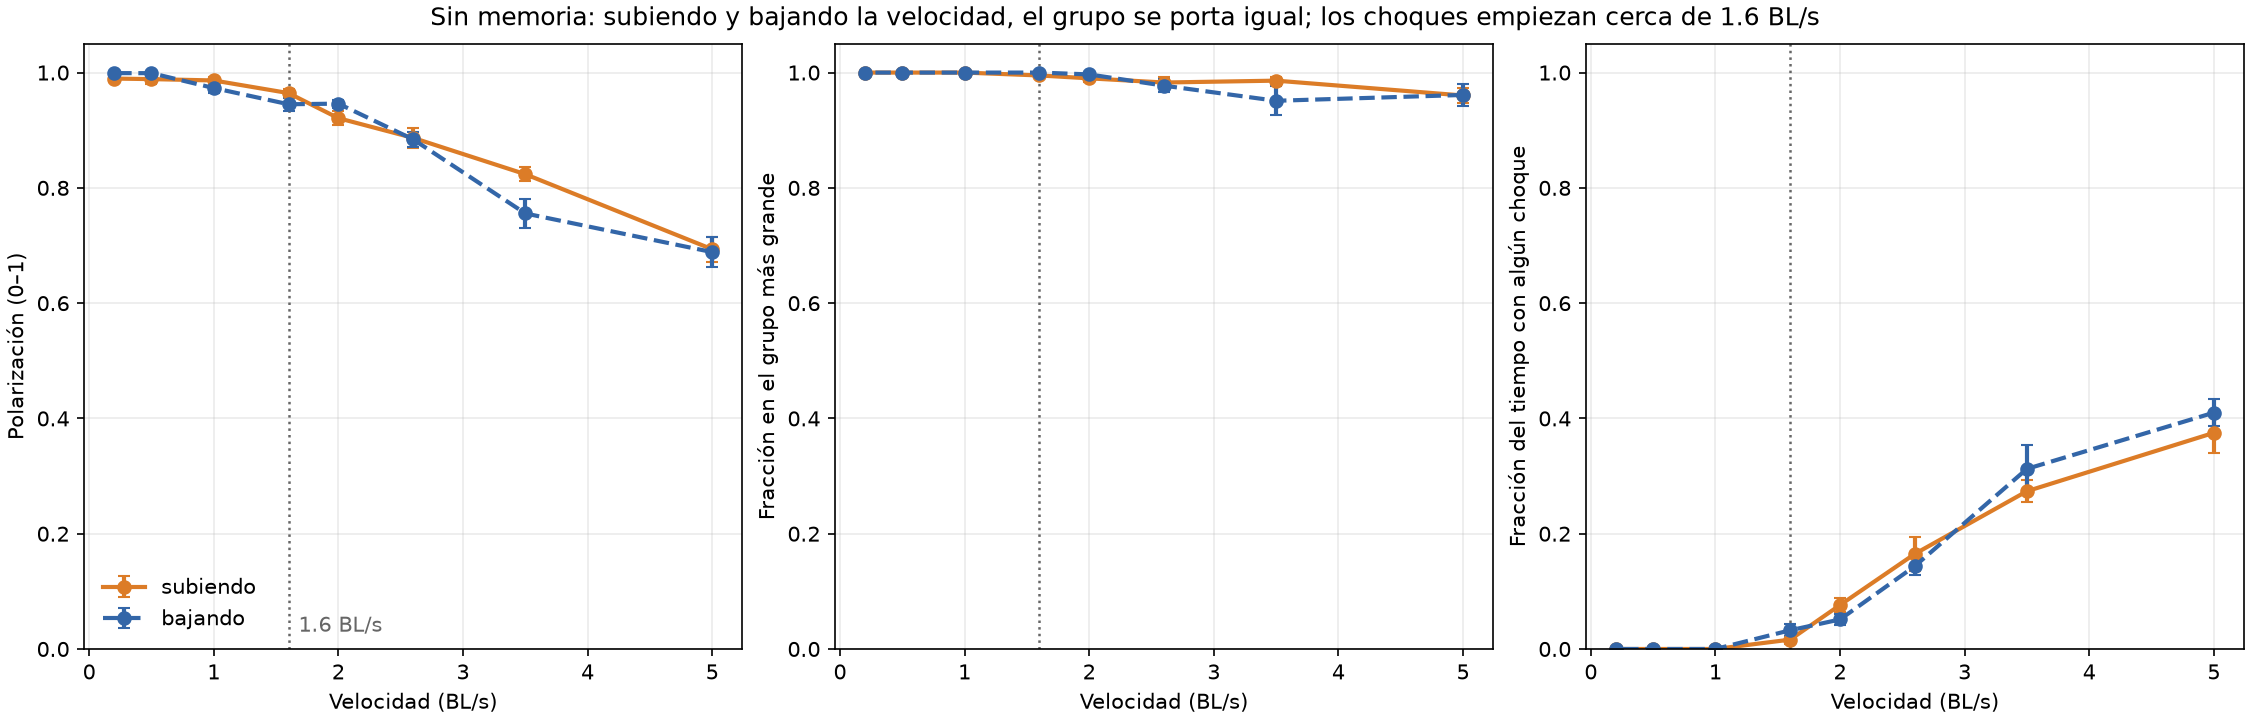 Sin memoria: subiendo y bajando la velocidad, el grupo se porta igual; los choques empiezan cerca de 1.6 BL/s
Polarización (0–1)
1.0
0.8
0.6
0.4
0.2
0.0
subiendo
bajando
1.6 BL/s
0 1 2 3 4 5
Velocidad (BL/s)
Fracción en el grupo más grande
1.0
0.8
0.6
0.4
0.2
0.0
0 1 2 3 4 5
Velocidad (BL/s)
Fracción del tiempo con algún choque
1.0
0.8
0.6
0.4
0.2
0.0
0 1 2 3 4 5
Velocidad (BL/s)